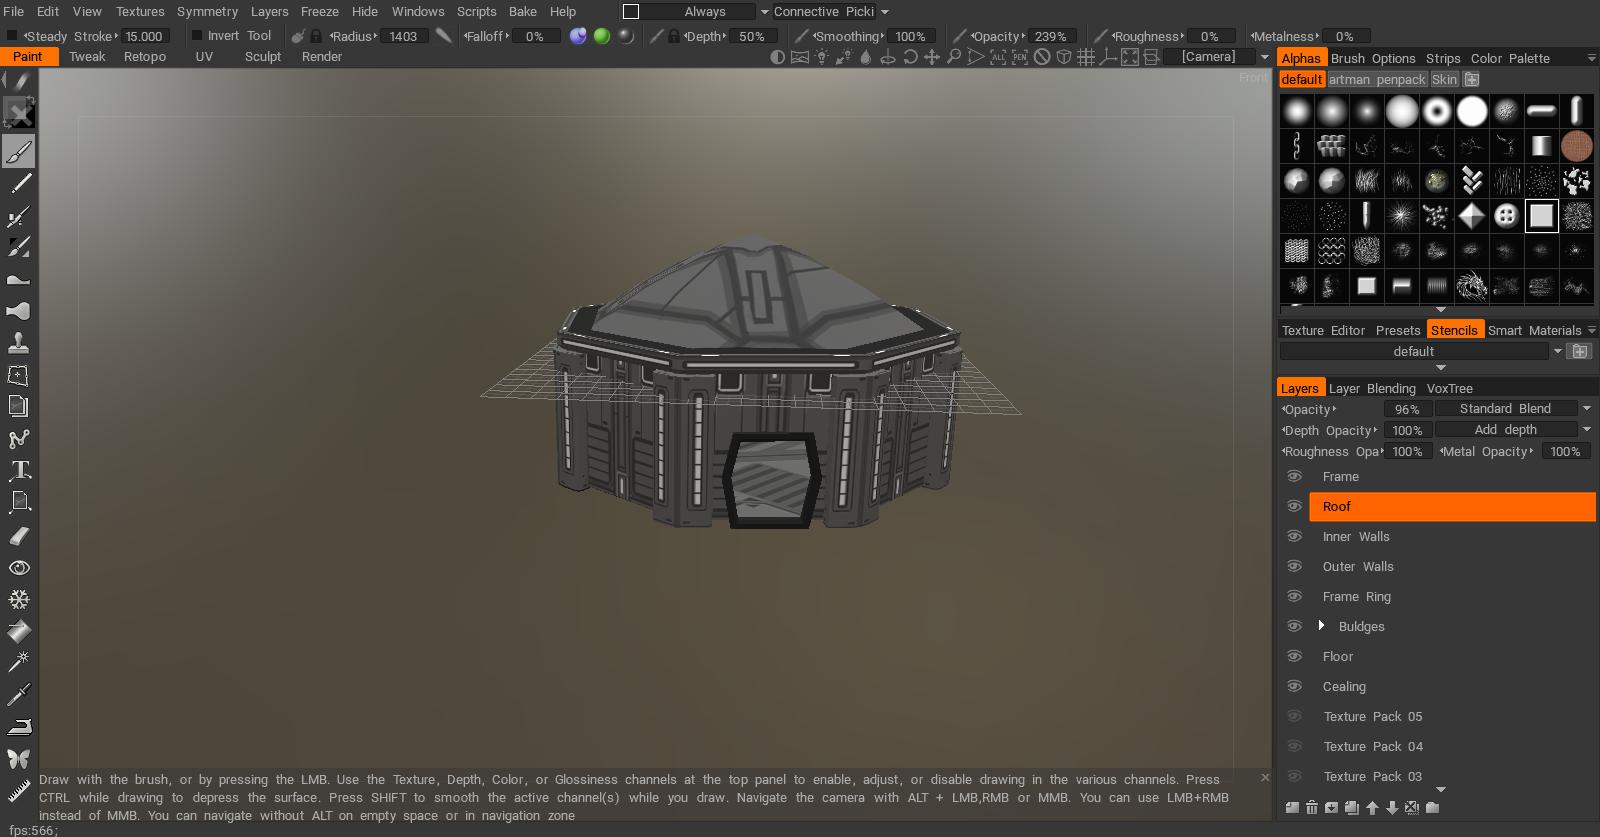 File Edit View Textures Symmetry Layers Freeze Hide Windows Scripts Bake Help Always Connective Picki
Steady Stroke 15.000 Invert Tool Radius 1403 Falloff 0% Depth 50% Smoothing 100% Opacity 239% Roughness 0% Metalness 0%
Paint Tweak Retopo UV Sculpt Render ALL PEN [Camera]
Front
Alphas Brush Options Strips Color Palette
default artman penpack Skin
Texture Editor Presets Stencils Smart Materials
default
Layers Layer Blending VoxTree
Opacity 96% Standard Blend
Depth Opacity 100% Add depth
Roughness Opa 100% Metal Opacity 100%
Frame
Roof
Inner Walls
Outer Walls
Frame Ring
Buldges
Floor
Cealing
Texture Pack 05
Texture Pack 04
Texture Pack 03
Draw with the brush, or by pressing the LMB. Use the Texture, Depth, Color, or Glossiness channels at the top panel to enable, adjust, or disable drawing in the various channels. Press
CTRL while drawing to depress the surface. Press SHIFT to smooth the active channel(s) while you draw. Navigate the camera with ALT + LMB,RMB or MMB. You can use LMB+RMB
instead of MMB. You can navigate without ALT on empty space or in navigation zone
fps:566;